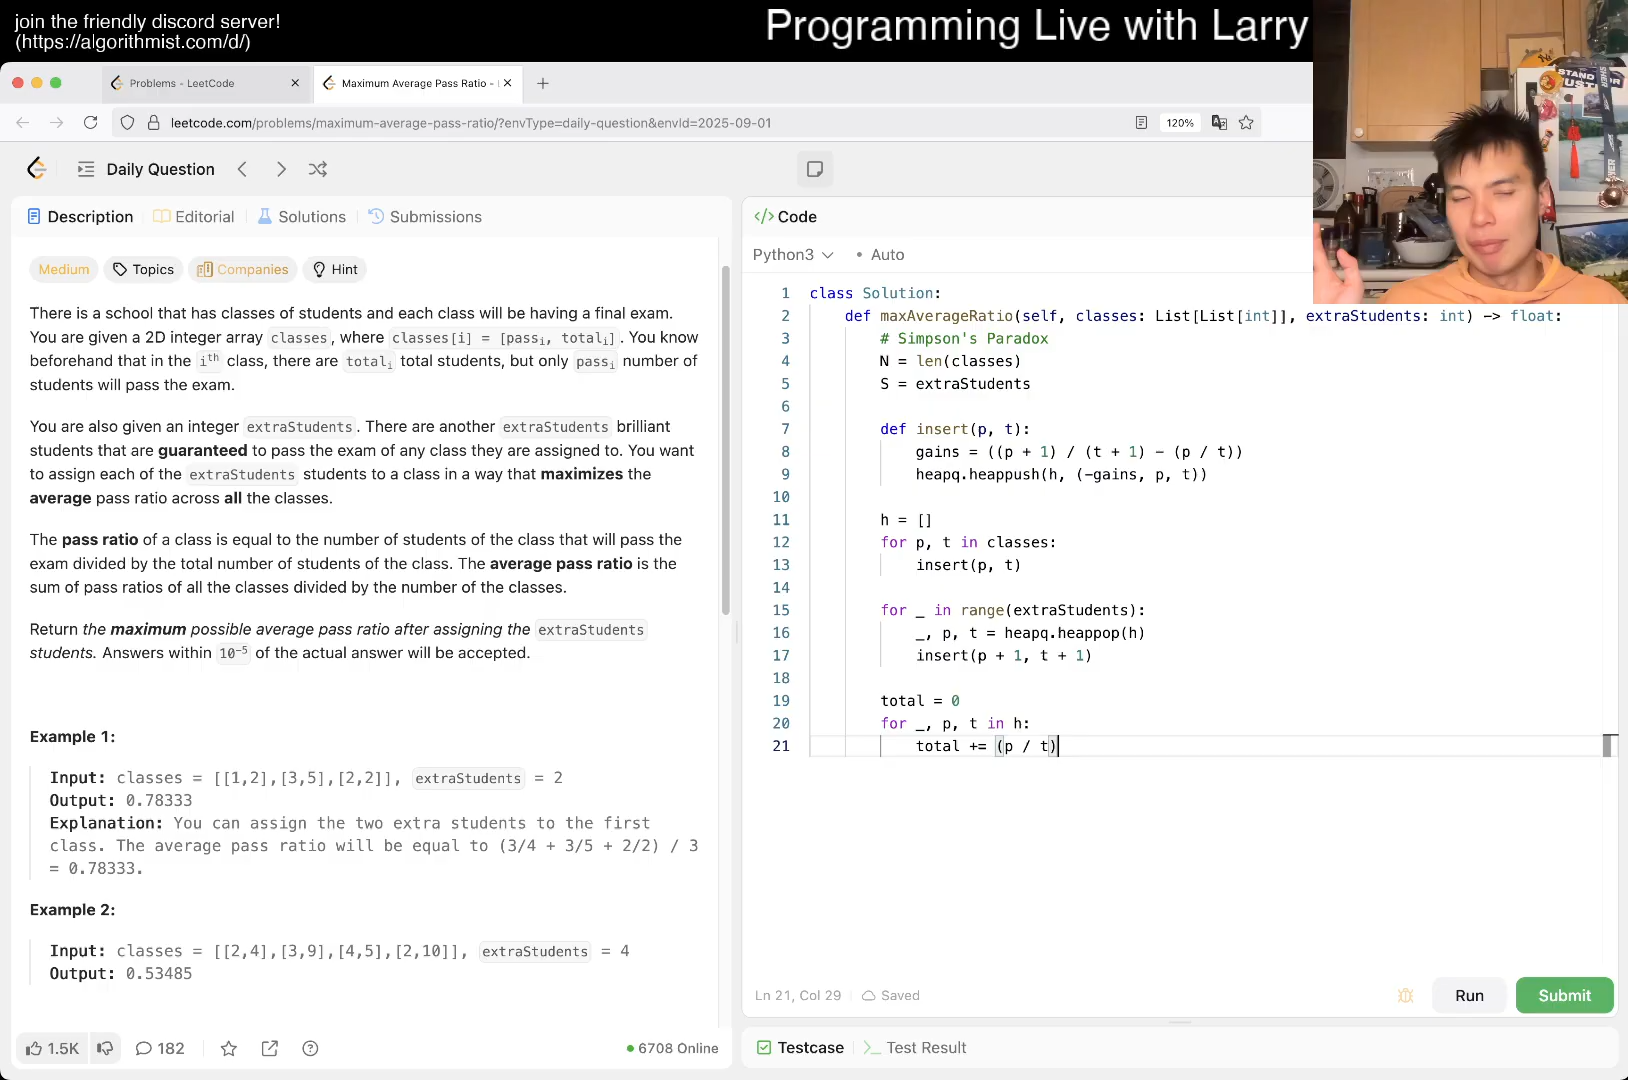 join the friendly discord server!
(https://algorithmist.com/d/)
Programming Live with Larry
Problems - LeetCode
Maximum Average Pass Ratio -
leetcode.com/problems/maximum-average-pass-ratio/?envType=daily-question&envId=2025-09-01
120%
Daily Question
Description
Editorial
Solutions
Submissions
Medium
Topics
Companies
Hint
There is a school that has classes of students and each class will be having a final exam.
You are given a 2D integer array classes, where classes[i] = [passᵢ, totalᵢ]. You know
beforehand that in the iᵗʰ class, there are totalᵢ total students, but only passᵢ number of
students will pass the exam.
You are also given an integer extraStudents. There are another extraStudents brilliant
students that are guaranteed to pass the exam of any class they are assigned to. You want
to assign each of the extraStudents students to a class in a way that maximizes the
average pass ratio across all the classes.
The pass ratio of a class is equal to the number of students of the class that will pass the
exam divided by the total number of students of the class. The average pass ratio is the
sum of pass ratios of all the classes divided by the number of the classes.
Return the maximum possible average pass ratio after assigning the extraStudents
students. Answers within 10⁻⁵ of the actual answer will be accepted.
Example 1:
Input: classes = [[1,2],[3,5],[2,2]], extraStudents = 2
Output: 0.78333
Explanation: You can assign the two extra students to the first
class. The average pass ratio will be equal to (3/4 + 3/5 + 2/2) / 3
= 0.78333.
Example 2:
Input: classes = [[2,4],[3,9],[4,5],[2,10]], extraStudents = 4
Output: 0.53485
1.5K
182
6708 Online
</> Code
Python3
• Auto
1 class Solution:
2 def maxAverageRatio(self, classes: List[List[int]], extraStudents: int) -> float:
3 # Simpson's Paradox
4 N = len(classes)
5 S = extraStudents
6
7 def insert(p, t):
8 gains = ((p + 1) / (t + 1) - (p / t))
9 heapq.heappush(h, (-gains, p, t))
10
11 h = []
12 for p, t in classes:
13 insert(p, t)
14
15 for _ in range(extraStudents):
16 _, p, t = heapq.heappop(h)
17 insert(p + 1, t + 1)
18
19 total = 0
20 for _, p, t in h:
21 total += (p / t)
Ln 21, Col 29
Saved
Run
Submit
Testcase
Test Result
STAND